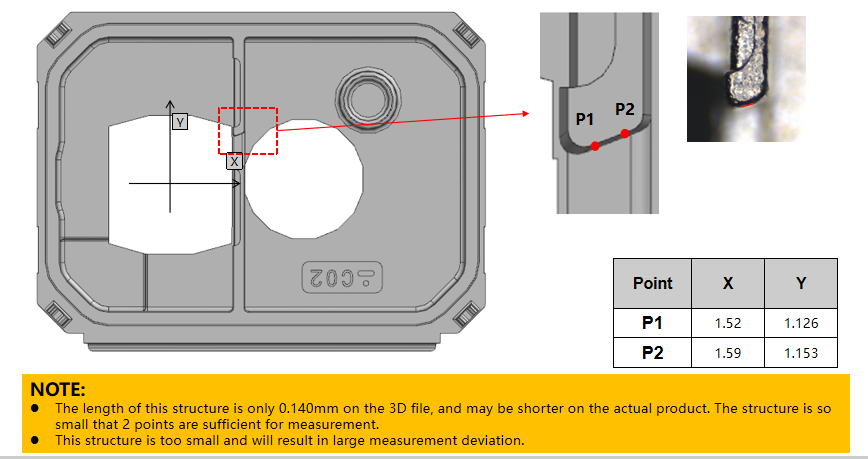 Y
X
P1
P2
C02
Point X Y
P1 1.52 1.126
P2 1.59 1.153
NOTE:
● The length of this structure is only 0.140mm on the 3D file, and may be shorter on the actual product. The structure is so
small that 2 points are sufficient for measurement.
● This structure is too small and will result in large measurement deviation.